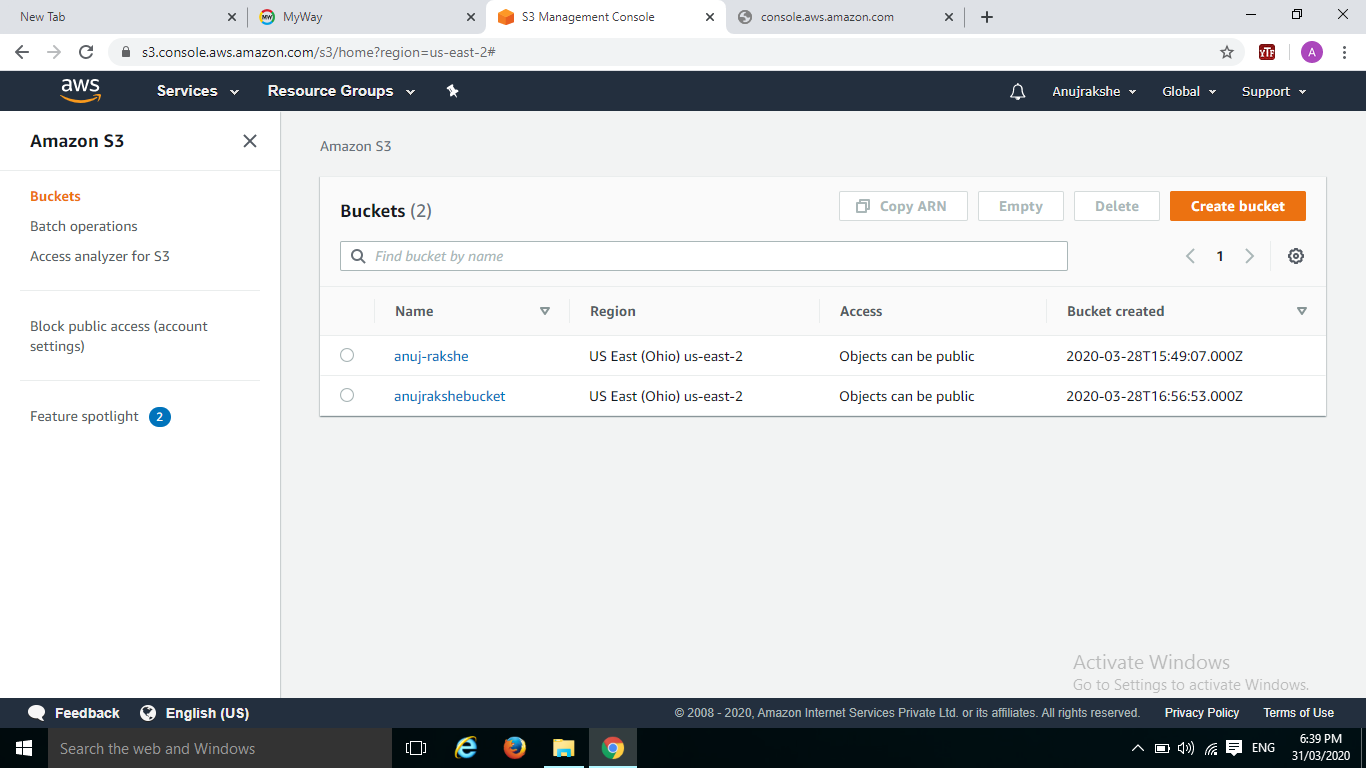 New Tab
MyWay
S3 Management Console
console.aws.amazon.com
s3.console.aws.amazon.com/s3/home?region=us-east-2#
YTF
A
aws
Services
Resource Groups
Anujrakshe
Global
Support
Amazon S3
Buckets
Batch operations
Access analyzer for S3
Block public access (account
settings)
Feature spotlight 2
Amazon S3
Buckets (2)
Copy ARN
Empty
Delete
Create bucket
Find bucket by name
1
Name Region Access Bucket created
anuj-rakshe US East (Ohio) us-east-2 Objects can be public 2020-03-28T15:49:07.000Z
anujrakshebucket US East (Ohio) us-east-2 Objects can be public 2020-03-28T16:56:53.000Z
Activate Windows
Go to Settings to activate Windows.
Feedback English (US) © 2008 - 2020, Amazon Internet Services Private Ltd. or its affiliates. All rights reserved. Privacy Policy Terms of Use
Search the web and Windows
ENG
6:39 PM
31/03/2020